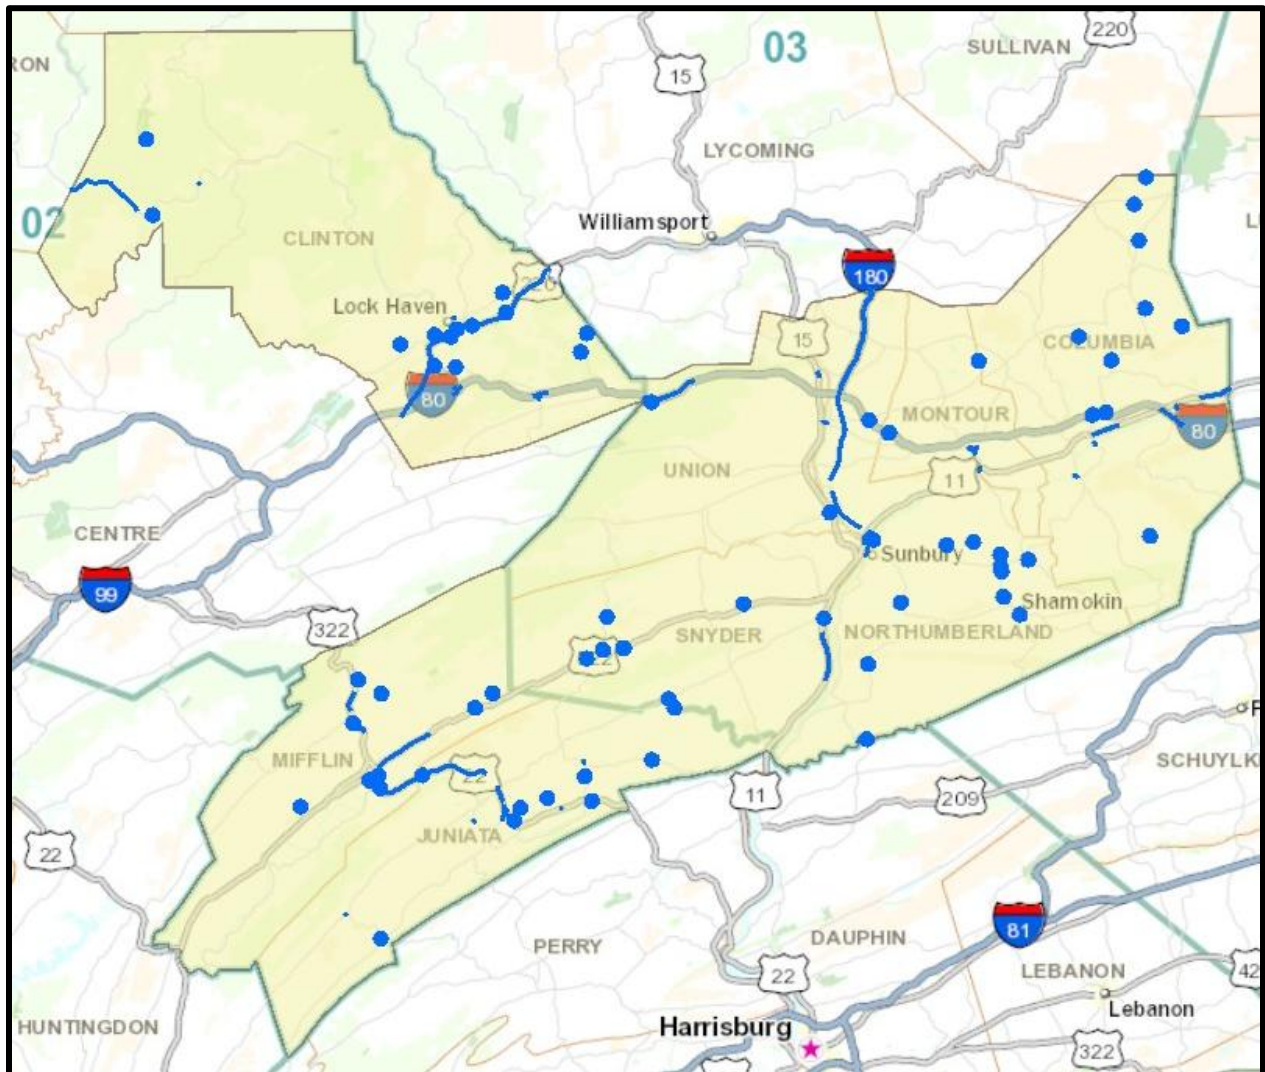 220
03
SULLIVAN
RON
15
LYCOMING
02
Williamsport
CLINTON
180
Lock Haven
15
COLUMBIA
80
MONTOUR
80
UNION
11
CENTRE
Sunbury
99
Shamokin
322
SNYDER
NORTHUMBERLAND
MIFFLIN
SCHUYLK
22
11
209
JUNIATA
22
81
PERRY
DAUPHIN
22
LEBANON
42
Lebanon
HUNTINGDON
Harrisburg
322